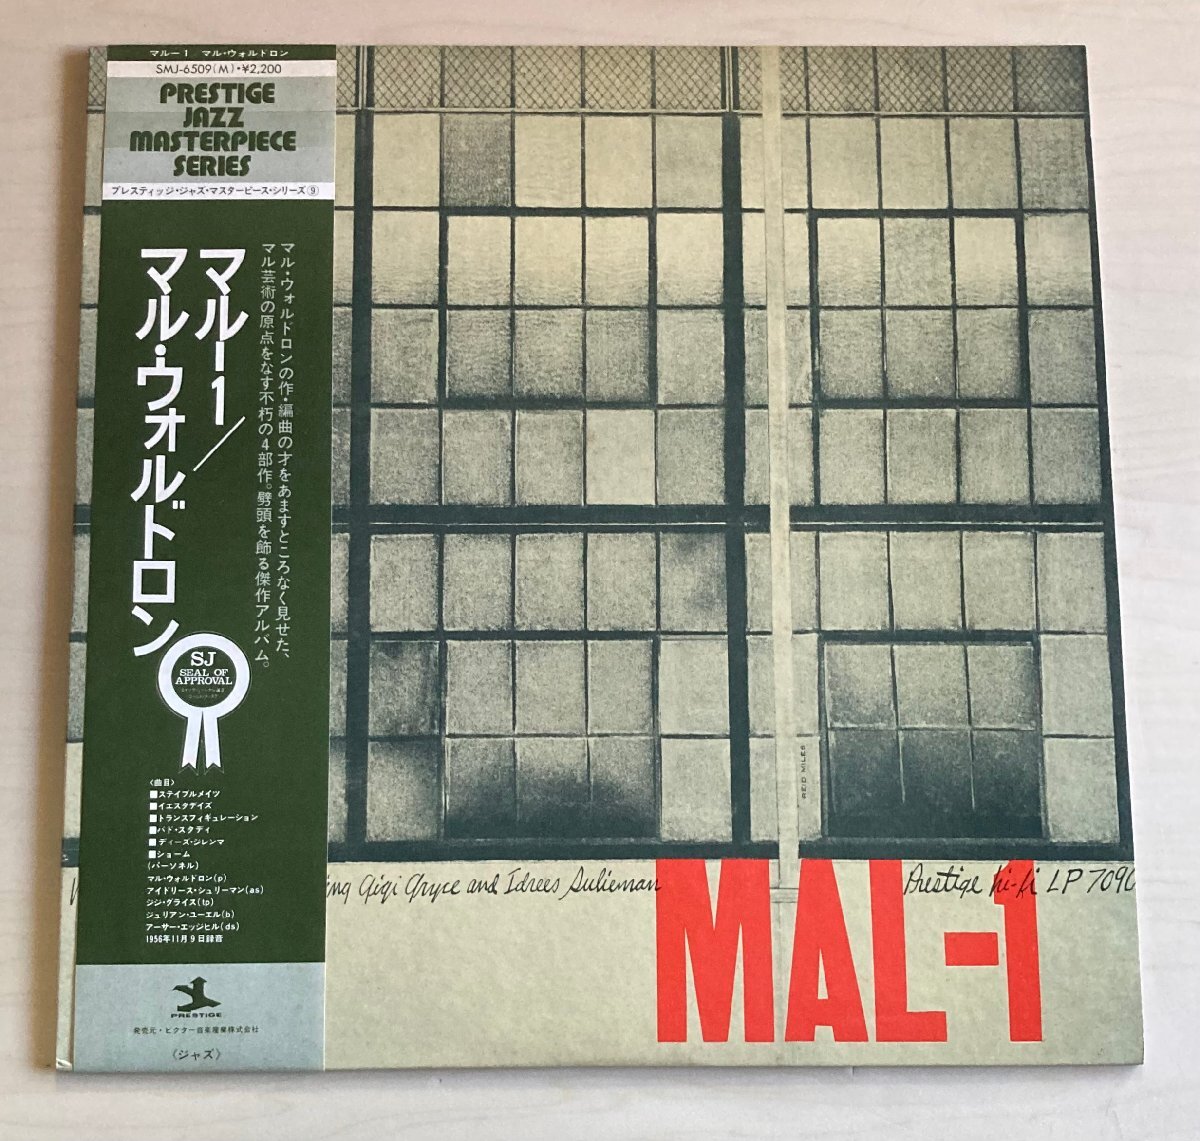 マルー1 マル・ウォルドロン
SMJ-6509(M)・¥2,200
PRESTIGE
JAZZ
MASTERPIECE
SERIES
プレスティッジ・ジャズ・マスターピース・シリーズ⑨
マル・ウォルドロンの作・編曲の才をあますところなく見せた、
マル芸術の原点をなす不朽の4部作。劈頭を飾る傑作アルバム。
マルー1/
マル・ウォルドロン
SJ
SEAL OF
APPROVAL
〈曲目〉
■ステイブルメイツ
■イエスタデイズ
■トランスフィギュレーション
■バド・スタディ
■ディーズ・ジレンマ
■ショーム
(パーソネル)
マル・ウォルドロン(p)
アイドリース・シュリーマン(as)
ジジ・グライス(tp)
ジュリアン・ユーエル(b)
アーサー・エッジヒル(ds)
1956年11月9日録音
PRESTIGE
発売元・ビクター音楽産業株式会社
〈ジャズ〉
REID MILES
Gigi Gryce and Idrees Sulieman
Prestige hi-fi LP 7090
MAL-1